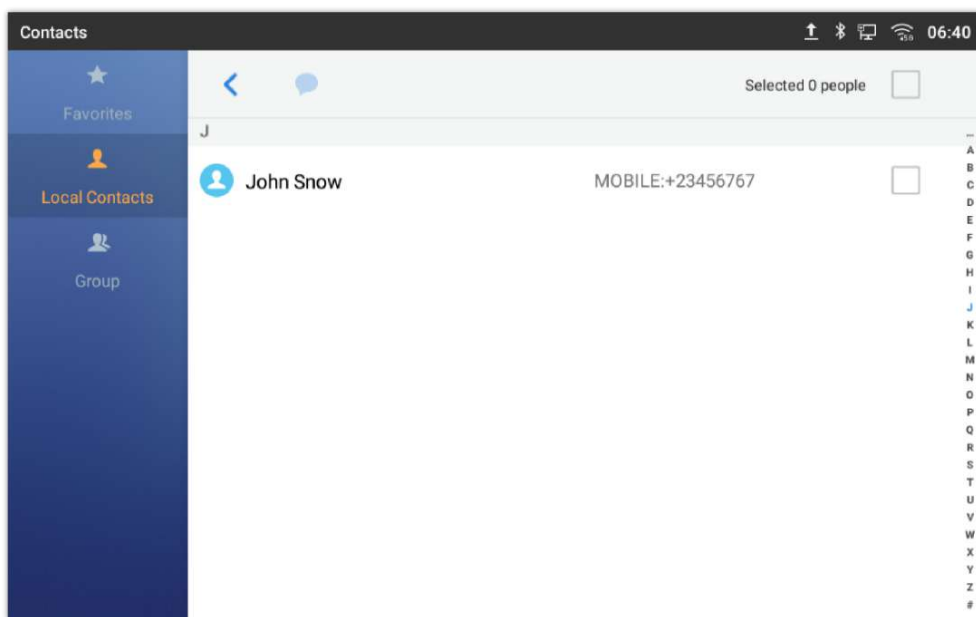 Contacts
06:40
Favorites
Local Contacts
Group
Selected 0 people
J
John Snow
MOBILE:+23456767
...
A
B
C
D
E
F
G
H
I
J
K
L
M
N
O
P
Q
R
S
T
U
V
W
X
Y
Z
#